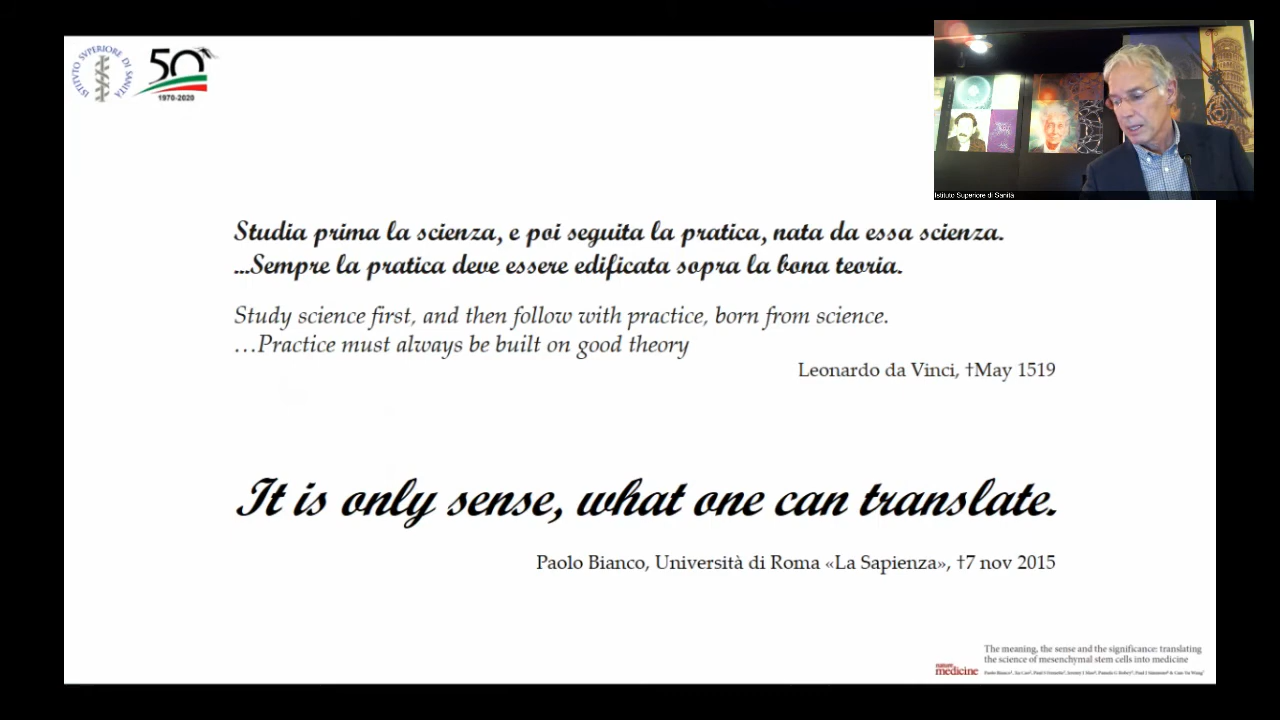 ISTITUTO SUPERIORE DI SANITÀ
50
1970-2020
Istituto Superiore di Sanità
Studia prima la scienza, e poi seguita la pratica, nata da essa scienza.
...Sempre la pratica deve essere edificata sopra la bona teoria.
Study science first, and then follow with practice, born from science.
…Practice must always be built on good theory
Leonardo da Vinci, †May 1519
It is only sense, what one can translate.
Paolo Bianco, Università di Roma «La Sapienza», †7 nov 2015
The meaning, the sense and the significance: translating
the science of mesenchymal stem cells into medicine
nature
medicine